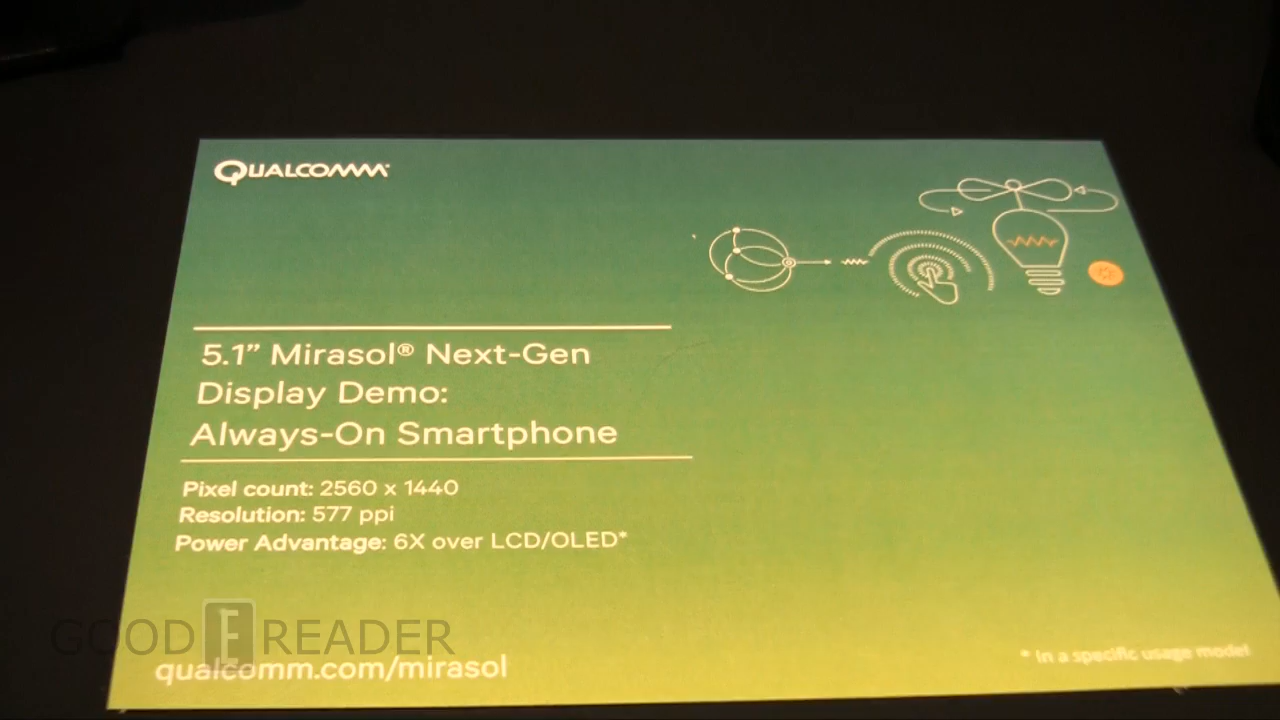 QUALCOMM®
5.1” Mirasol® Next-Gen
Display Demo:
Always-On Smartphone
Pixel count: 2560 x 1440
Resolution: 577 ppi
Power Advantage: 6X over LCD/OLED*
GOOD E READER
qualcomm.com/mirasol
* In a specific usage model